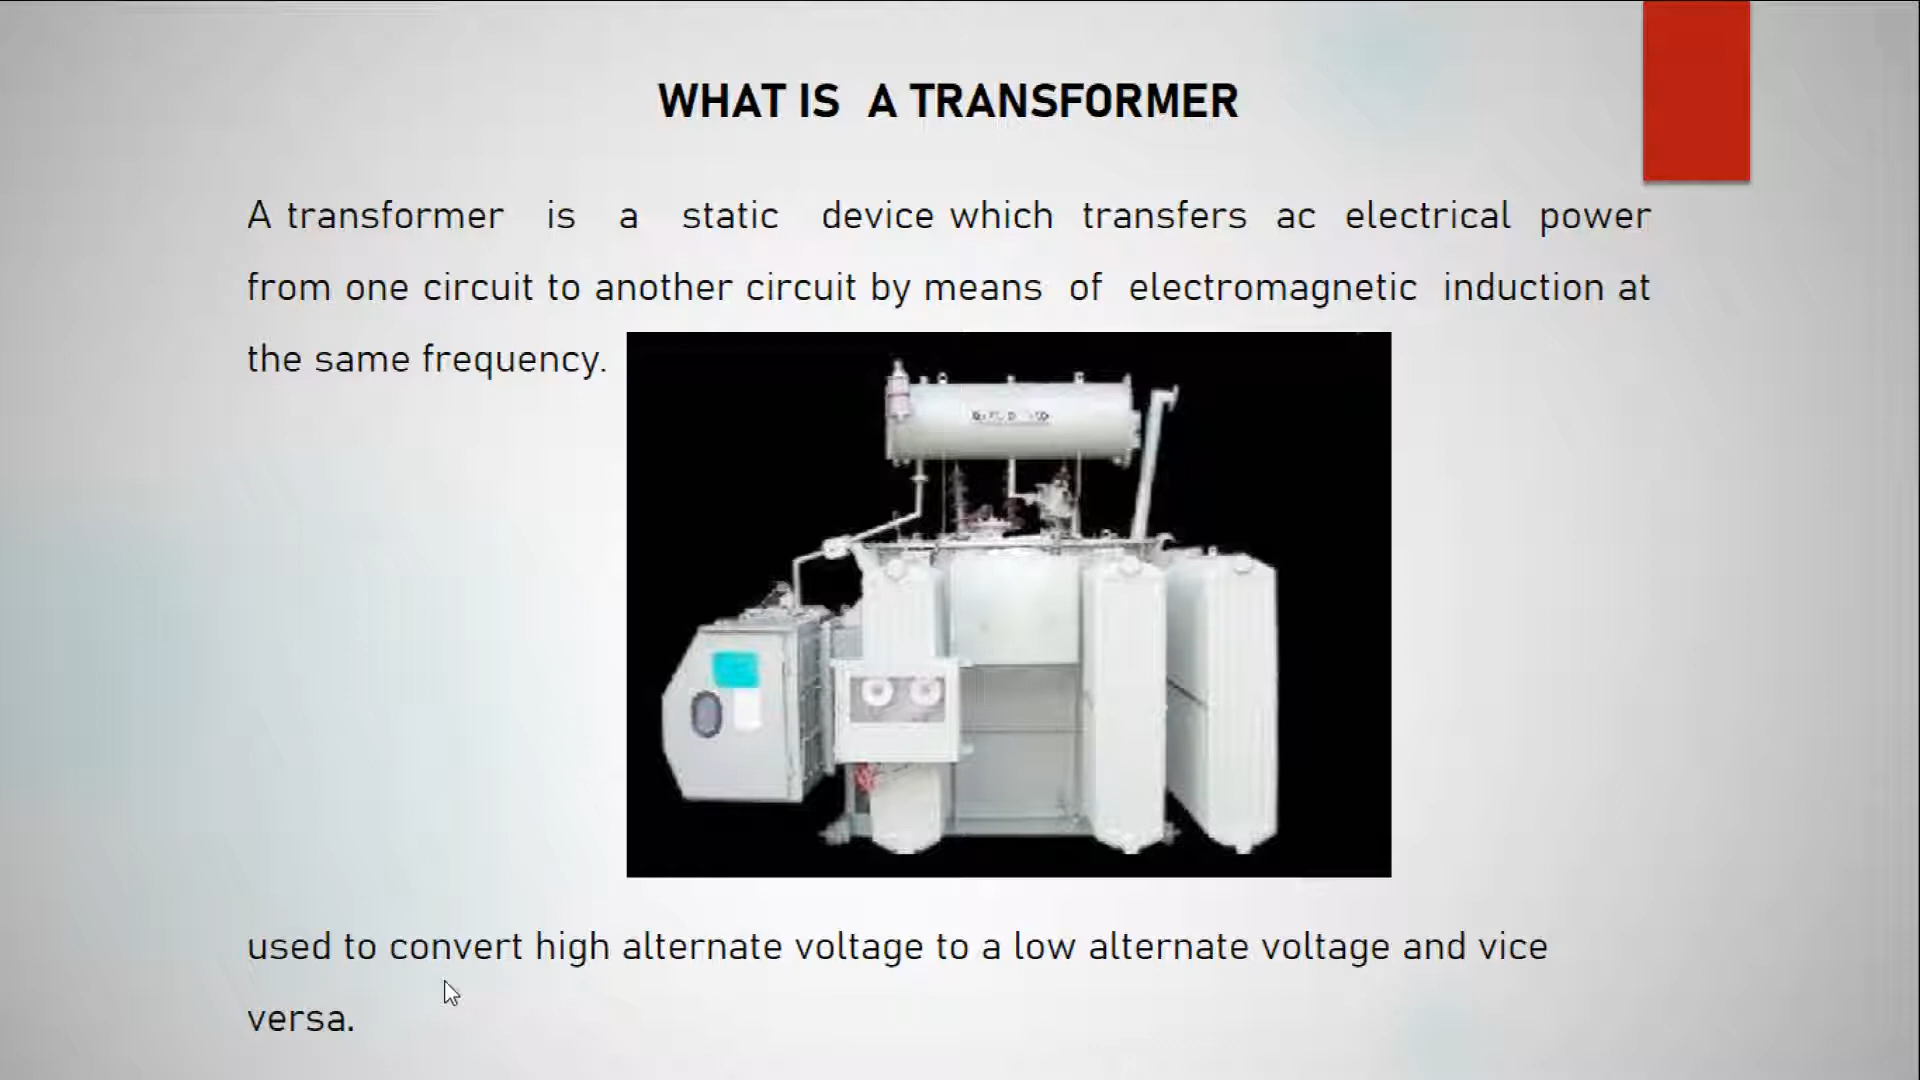 WHAT IS A TRANSFORMER
A transformer is a static device which transfers ac electrical power
from one circuit to another circuit by means of electromagnetic induction at
the same frequency.
used to convert high alternate voltage to a low alternate voltage and vice
versa.